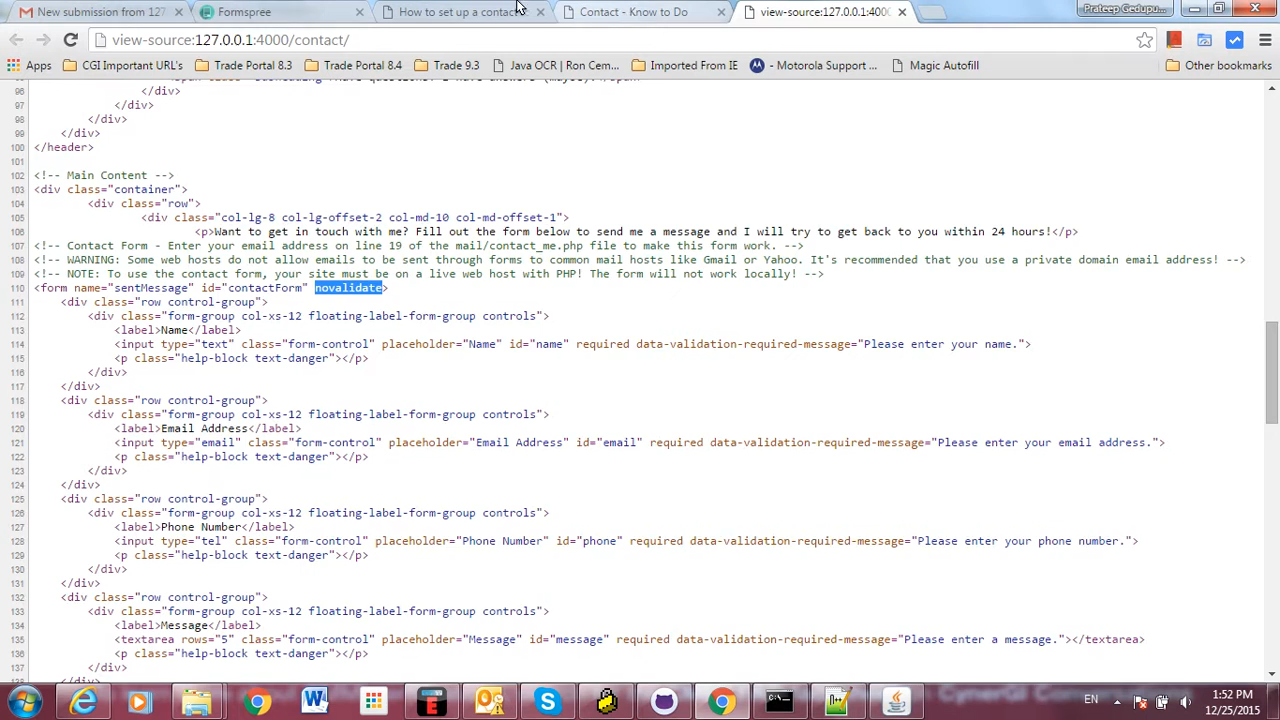 New submission from 127
Formspree
How to set up a contact
Contact - Know to Do
view-source:127.0.0.1:4000
Prateep Gedupu...
view-source:127.0.0.1:4000/contact/
Apps
CGI Important URL's
Trade Portal 8.3
Trade Portal 8.4
Trade 9.3
Java OCR | Ron Cem...
Imported From IE
- Motorola Support ...
Magic Autofill
Other bookmarks
96 </div>
97 </div>
98 </div>
99 </div>
100 </header>
101
102 <!-- Main Content -->
103 <div class="container">
104 <div class="row">
105 <div class="col-lg-8 col-lg-offset-2 col-md-10 col-md-offset-1">
106 <p>Want to get in touch with me? Fill out the form below to send me a message and I will try to get back to you within 24 hours!</p>
107 <!-- Contact Form - Enter your email address on line 19 of the mail/contact_me.php file to make this form work. -->
108 <!-- WARNING: Some web hosts do not allow emails to be sent through forms to common mail hosts like Gmail or Yahoo. It's recommended that you use a private domain email address! -->
109 <!-- NOTE: To use the contact form, your site must be on a live web host with PHP! The form will not work locally! -->
110 <form name="sentMessage" id="contactForm" novalidate>
111 <div class="row control-group">
112 <div class="form-group col-xs-12 floating-label-form-group controls">
113 <label>Name</label>
114 <input type="text" class="form-control" placeholder="Name" id="name" required data-validation-required-message="Please enter your name.">
115 <p class="help-block text-danger"></p>
116 </div>
117 </div>
118 <div class="row control-group">
119 <div class="form-group col-xs-12 floating-label-form-group controls">
120 <label>Email Address</label>
121 <input type="email" class="form-control" placeholder="Email Address" id="email" required data-validation-required-message="Please enter your email address.">
122 <p class="help-block text-danger"></p>
123 </div>
124 </div>
125 <div class="row control-group">
126 <div class="form-group col-xs-12 floating-label-form-group controls">
127 <label>Phone Number</label>
128 <input type="tel" class="form-control" placeholder="Phone Number" id="phone" required data-validation-required-message="Please enter your phone number.">
129 <p class="help-block text-danger"></p>
130 </div>
131 </div>
132 <div class="row control-group">
133 <div class="form-group col-xs-12 floating-label-form-group controls">
134 <label>Message</label>
135 <textarea rows="5" class="form-control" placeholder="Message" id="message" required data-validation-required-message="Please enter a message."></textarea>
136 <p class="help-block text-danger"></p>
137 </div>
EN
1:52 PM
12/25/2015